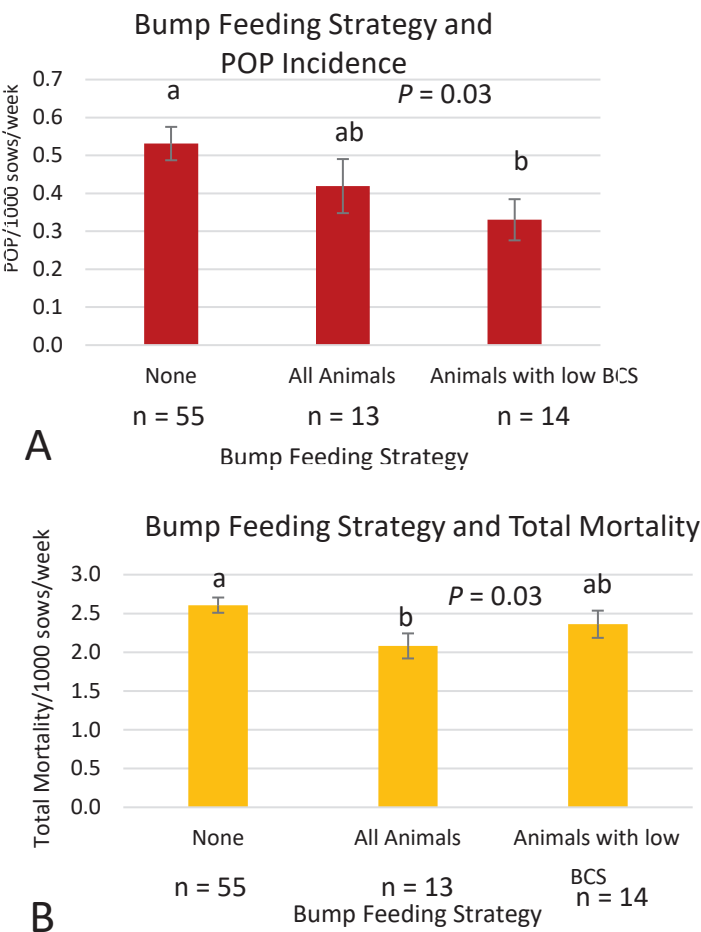 Bump Feeding Strategy and
POP Incidence
POP/1000 sows/week
0.7
0.6
0.5
0.4
0.3
0.2
0.1
0.0
a
ab
b
P = 0.03
None
All Animals
Animals with low BCS
n = 55
n = 13
n = 14
A
Bump Feeding Strategy
Bump Feeding Strategy and Total Mortality
Total Mortality/1000 sows/week
3.0
2.5
2.0
1.5
1.0
0.5
0.0
a
b
ab
P = 0.03
None
All Animals
Animals with low
BCS
n = 55
n = 13
n = 14
B
Bump Feeding Strategy